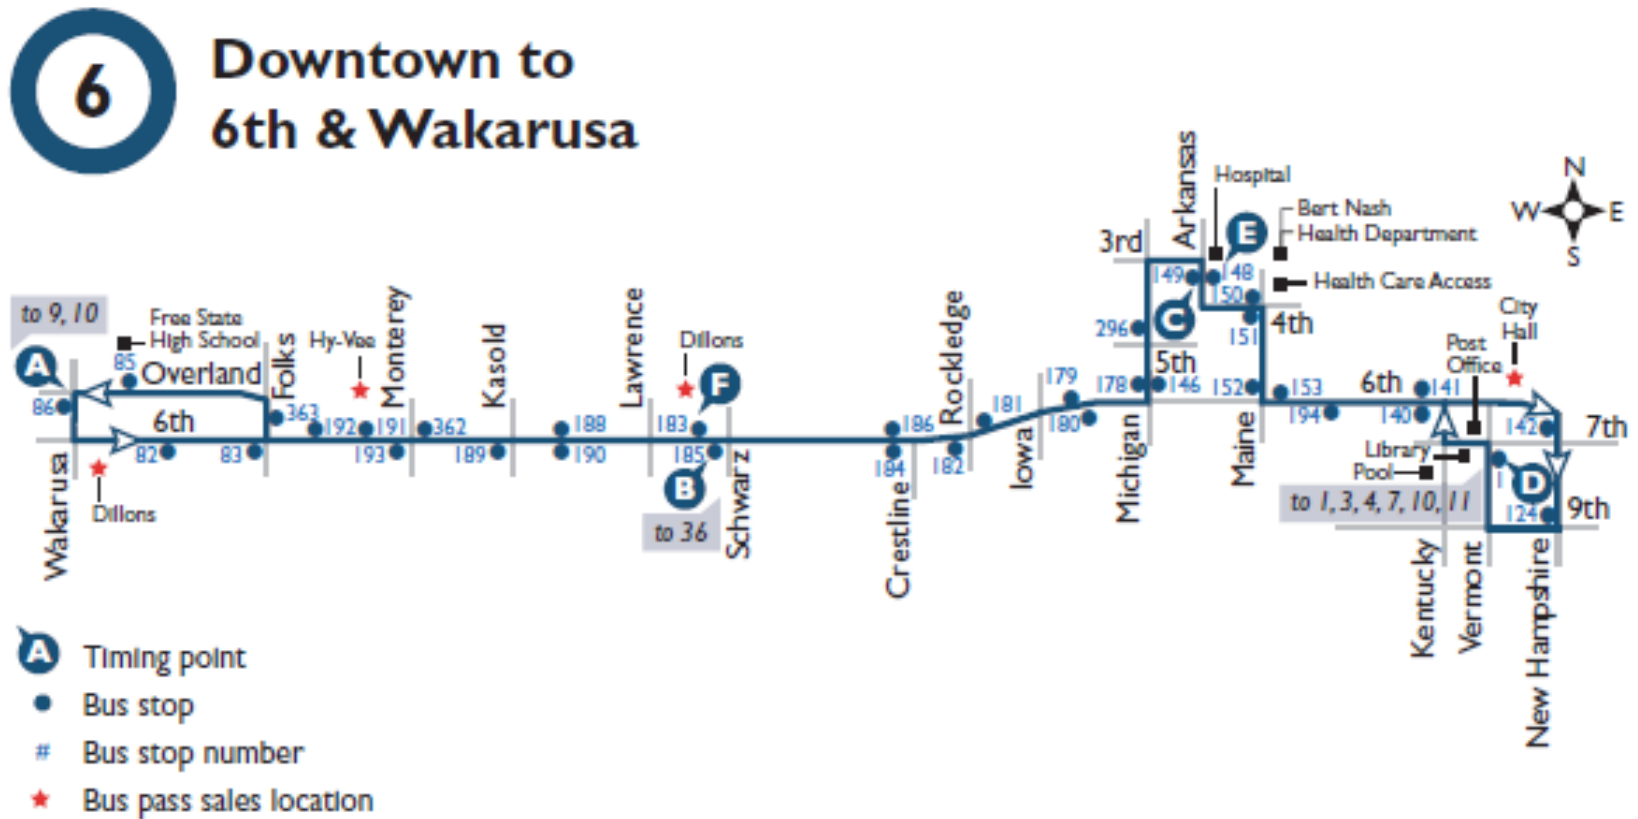 6
Downtown to
6th & Wakarusa
N
W
E
S
Arkansas
Hospital
Bert Nash
Health Department
3rd
E
149
148
150
Health Care Access
C
4th
151
296
5th
178
146
152
153
City
Hall
Post
Office
to 9, 10
Free State
High School
A
85
Overland
Folks
Hy-Vee
Monterey
Kasold
Lawrence
Dillons
F
Rockledge
86
6th
363
192
191
362
188
183
186
181
179
180
6th
141
194
140
142
7th
82
83
193
189
190
185
B
184
182
Library
Pool
1
D
to 1, 3, 4, 7, 10, 11
124
9th
Dillons
to 36
Wakarusa
Schwarz
Crestline
Iowa
Michigan
Maine
Kentucky
Vermont
New Hampshire
A
Timing point
Bus stop
#
Bus stop number
Bus pass sales location